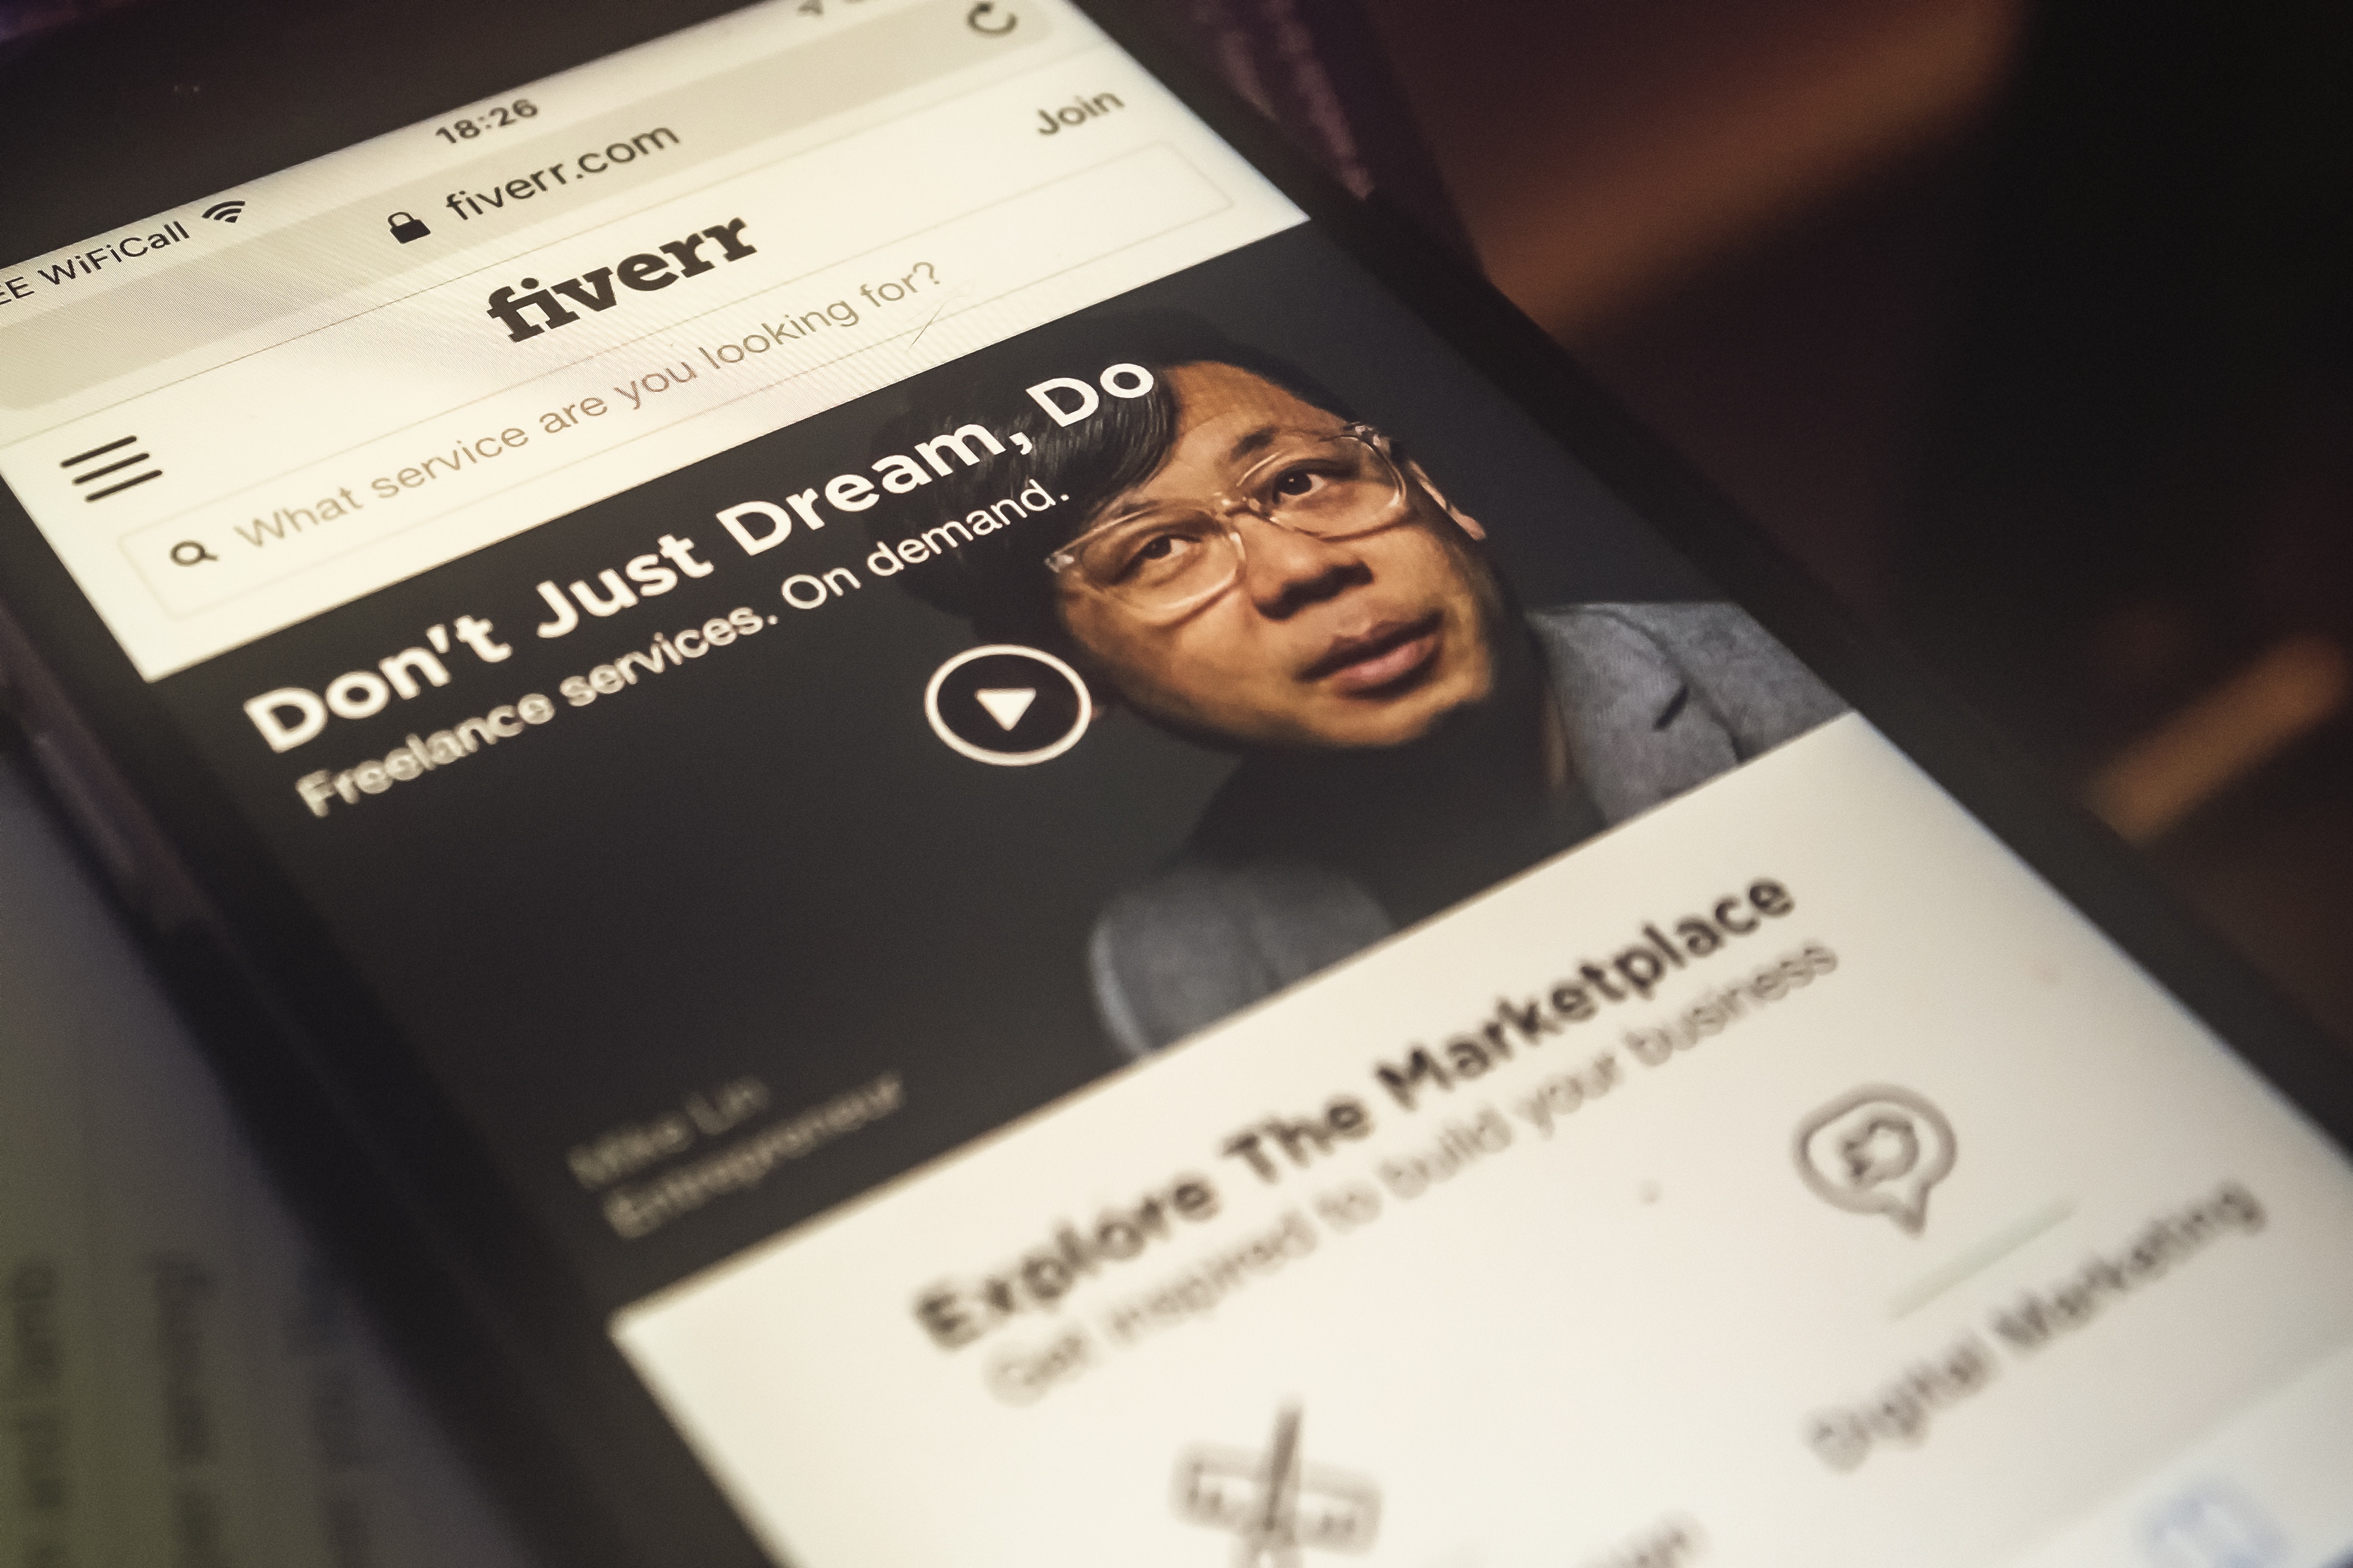 EE WiFiCall 18:26
fiverr.com
fiverr
Join
What service are you looking for?
Don't Just Dream, Do
Freelance services. On demand.
Mike Lin
Entrepreneur
Explore The Marketplace
Get inspired to build your business
Digital Marketing